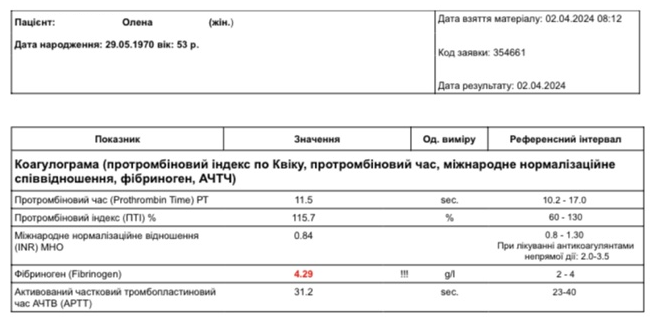 Пацієнт: Олена (жін.)
Дата народження: 29.05.1970 вік: 53 р.
Дата взяття матеріалу: 02.04.2024 08:12
Код заявки: 354661
Дата результату: 02.04.2024
Показник Значення Од. виміру Референсний інтервал
Коагулограма (протромбіновий індекс по Квіку, протромбіновий час, міжнародне нормалізаційне
співвідношення, фібриноген, АЧТЧ)
Протромбіновий час (Prothrombin Time) PT 11.5 sec. 10.2 - 17.0
Протромбіновий індекс (ПТІ) % 115.7 % 60 - 130
Міжнародне нормалізаційне відношення
(INR) МНО 0.84 0.8 - 1.30
При лікуванні антикоагулянтами
непрямої дії: 2.0-3.5
Фібриноген (Fibrinogen) 4.29 !!! g/l 2 - 4
Активований частковий тромбопластиновий
час АЧТВ (АРТТ) 31.2 sec. 23-40